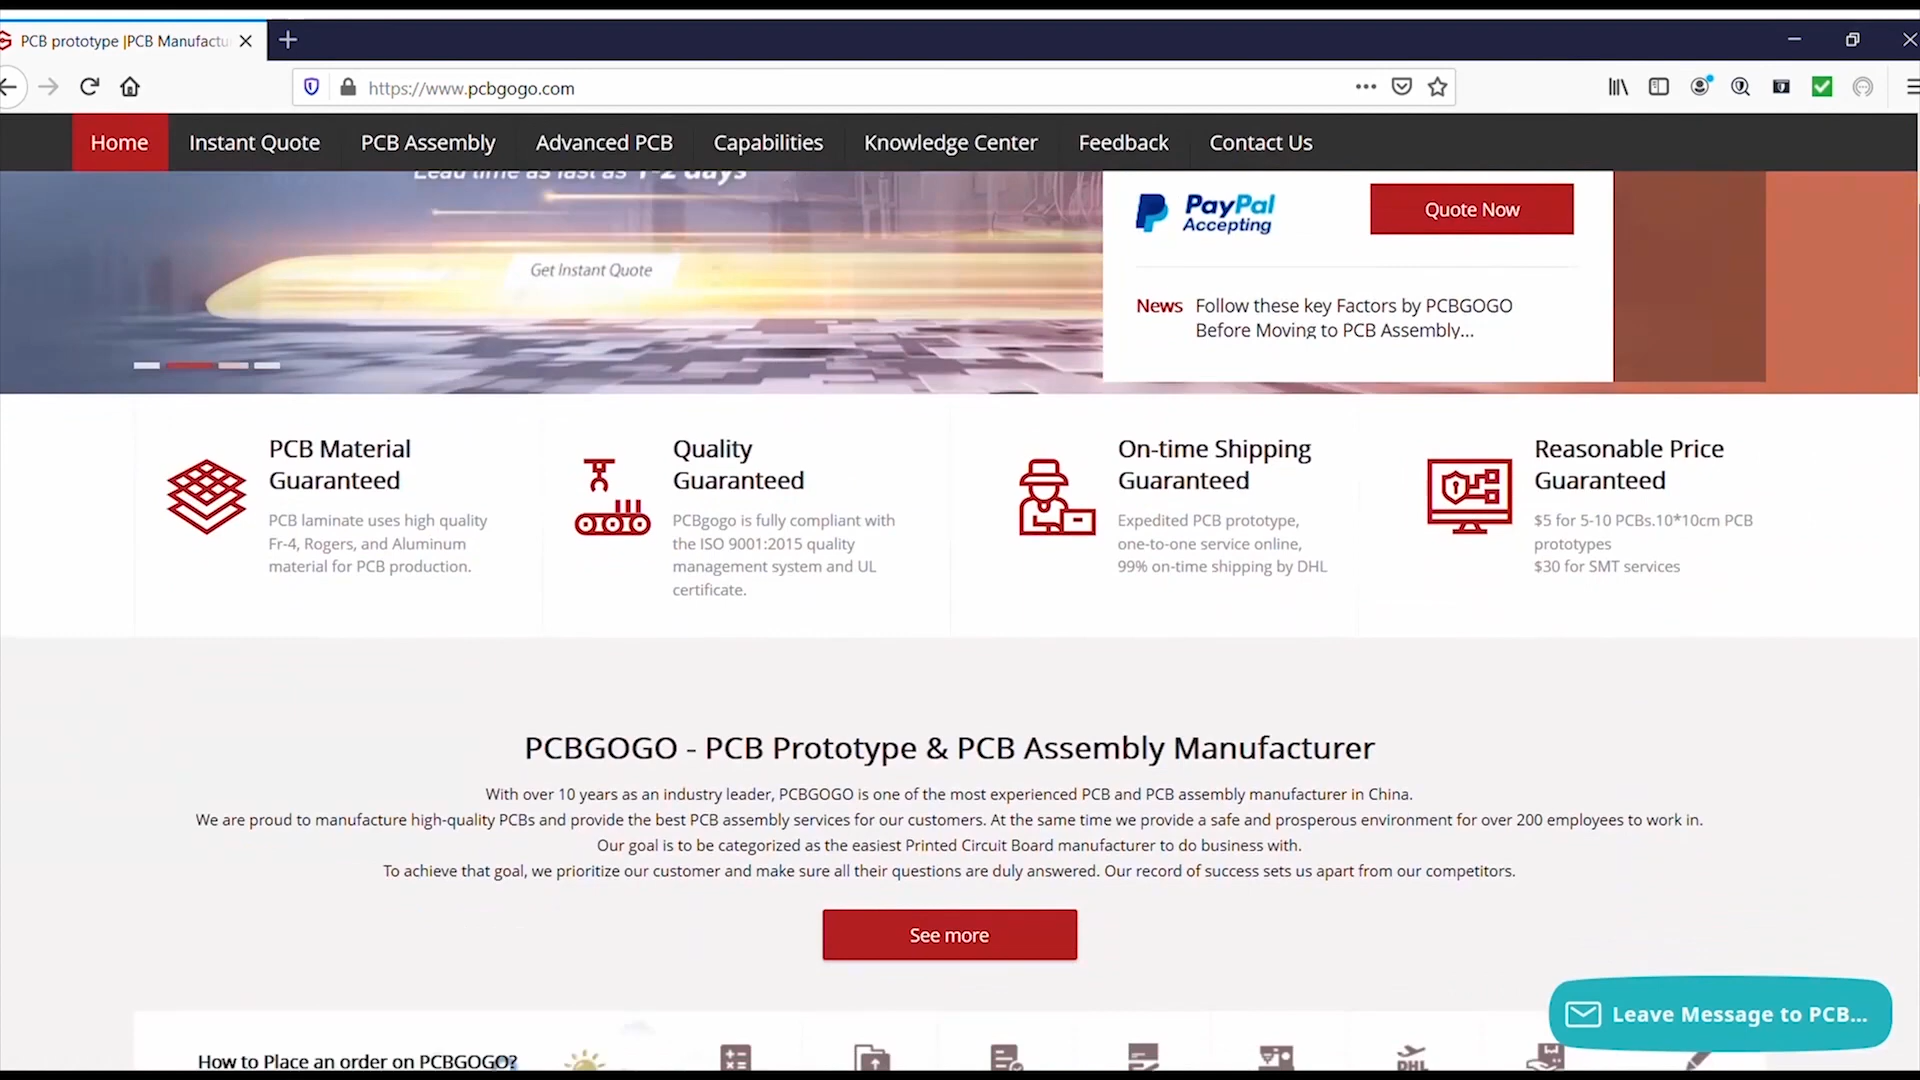 PCB prototype |PCB Manufactu
https://www.pcbgogo.com
Home
Instant Quote
PCB Assembly
Advanced PCB
Capabilities
Knowledge Center
Feedback
Contact Us
Lead time as fast as 1-2 days
Get Instant Quote
PayPal
Accepting
Quote Now
News
Follow these key Factors by PCBGOGO
Before Moving to PCB Assembly...
PCB Material
Guaranteed
PCB laminate uses high quality
Fr-4, Rogers, and Aluminum
material for PCB production.
Quality
Guaranteed
PCBgogo is fully compliant with
the ISO 9001:2015 quality
management system and UL
certificate.
On-time Shipping
Guaranteed
Expedited PCB prototype,
one-to-one service online,
99% on-time shipping by DHL
Reasonable Price
Guaranteed
$5 for 5-10 PCBs.10*10cm PCB
prototypes
$30 for SMT services
PCBGOGO - PCB Prototype & PCB Assembly Manufacturer
With over 10 years as an industry leader, PCBGOGO is one of the most experienced PCB and PCB assembly manufacturer in China.
We are proud to manufacture high-quality PCBs and provide the best PCB assembly services for our customers. At the same time we provide a safe and prosperous environment for over 200 employees to work in.
Our goal is to be categorized as the easiest Printed Circuit Board manufacturer to do business with.
To achieve that goal, we prioritize our customer and make sure all their questions are duly answered. Our record of success sets us apart from our competitors.
See more
Leave Message to PCB...
How to Place an order on PCBGOGO?
DHL